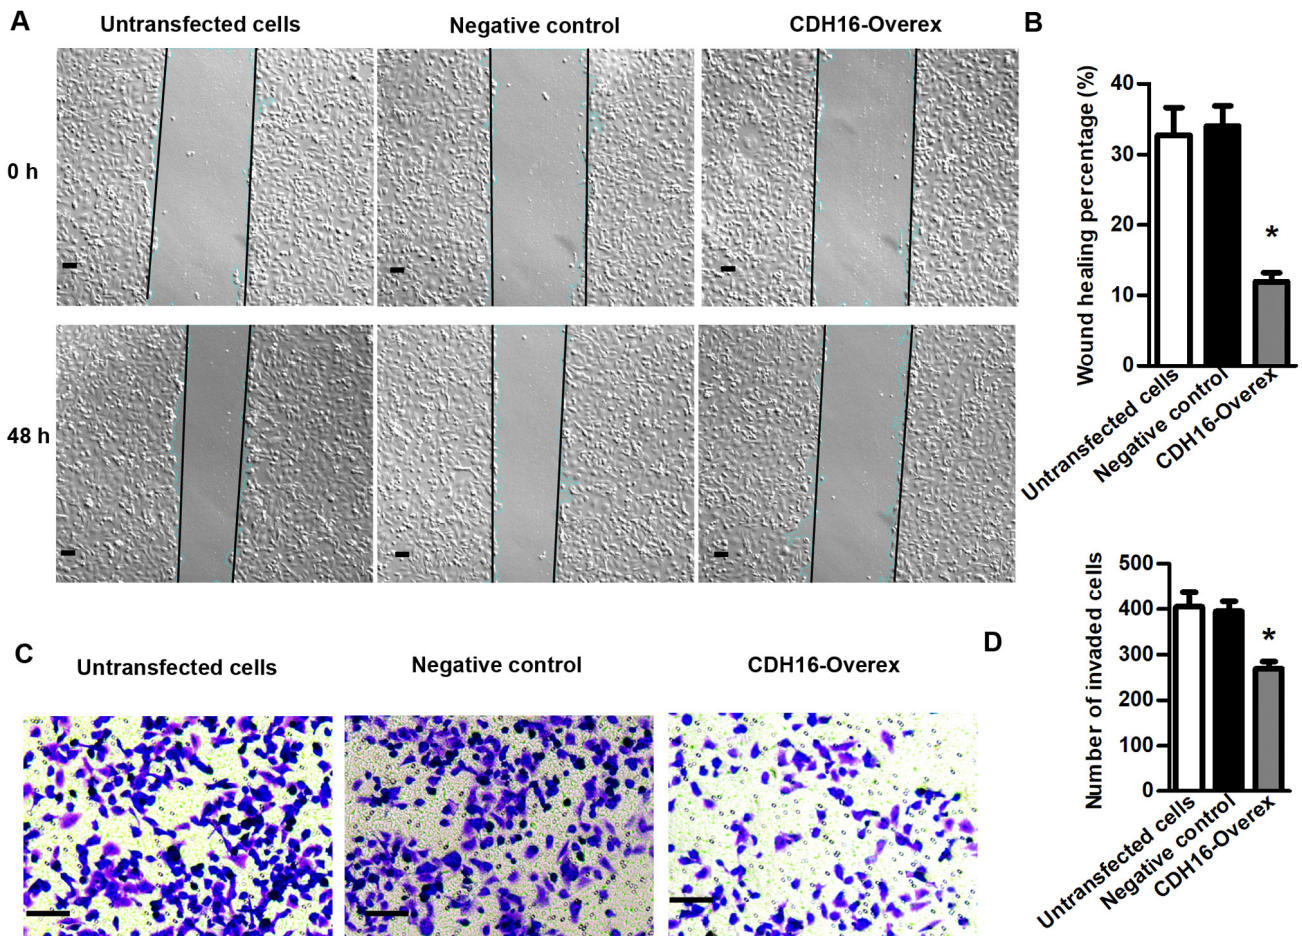 A
Untransfected cells
Negative control
CDH16-Overex
0 h
48 h
B
Wound healing percentage (%)
40
30
20
10
0
*
Untransfected cells
Negative control
CDH16-Overex
C
Untransfected cells
Negative control
CDH16-Overex
D
Number of invaded cells
500
400
300
200
100
0
*
Untransfected cells
Negative control
CDH16-Overex